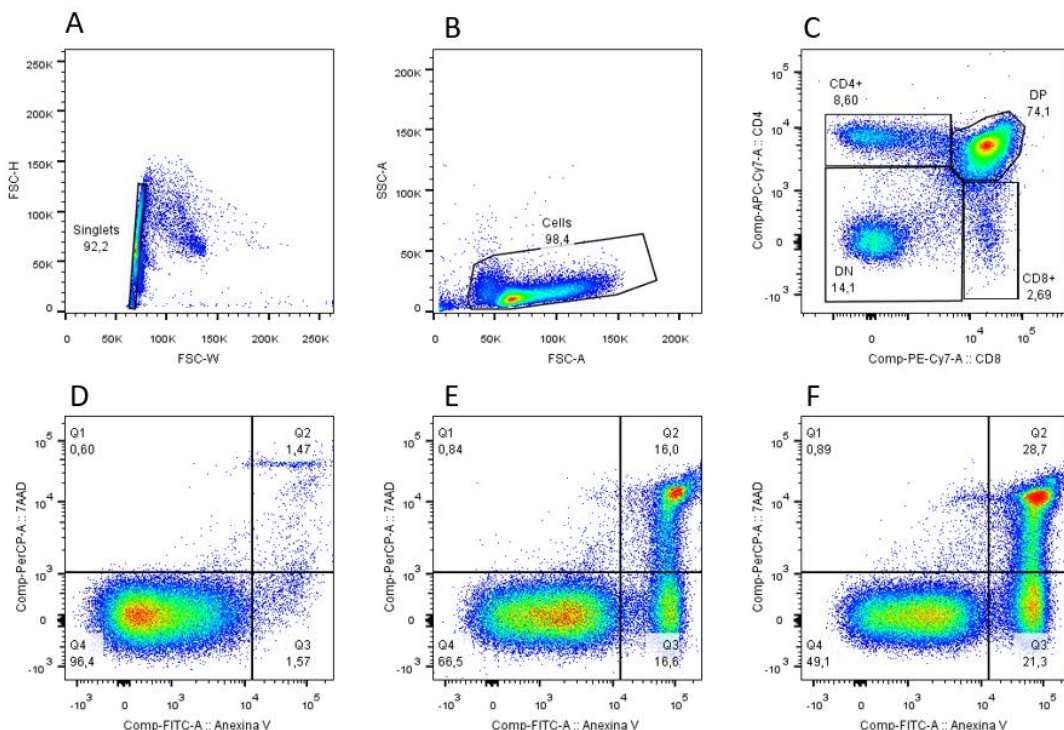 A
250K
200K
150K
100K
50K
0
FSC-H
Singlets
92,2
0
50K
100K
150K
200K
250K
FSC-W
B
200K
150K
100K
50K
0
SSC-A
Cells
98,4
0
50K
100K
150K
200K
FSC-A
C
10^5
10^4
10^3
0
-10^3
Comp-APC-Cy7-A :: CD4
CD4+
8,60
DP
74,1
DN
14,1
CD8+
2,69
0
10^4
10^5
Comp-PE-Cy7-A :: CD8
D
10^5
10^4
10^3
0
-10^3
Comp-PerCP-A :: 7AAD
Q1
0,60
Q2
1,47
Q4
96,4
Q3
1,57
-10^3
0
10^3
10^4
10^5
Comp-FITC-A :: Anexina V
E
10^5
10^4
10^3
0
-10^3
Comp-PerCP-A :: 7AAD
Q1
0,84
Q2
16,0
Q4
66,5
Q3
16,6
-10^3
0
10^3
10^4
10^5
Comp-FITC-A :: Anexina V
F
10^5
10^4
10^3
0
-10^3
Comp-PerCP-A :: 7AAD
Q1
0,89
Q2
28,7
Q4
49,1
Q3
21,3
-10^3
0
10^3
10^4
10^5
Comp-FITC-A :: Anexina V